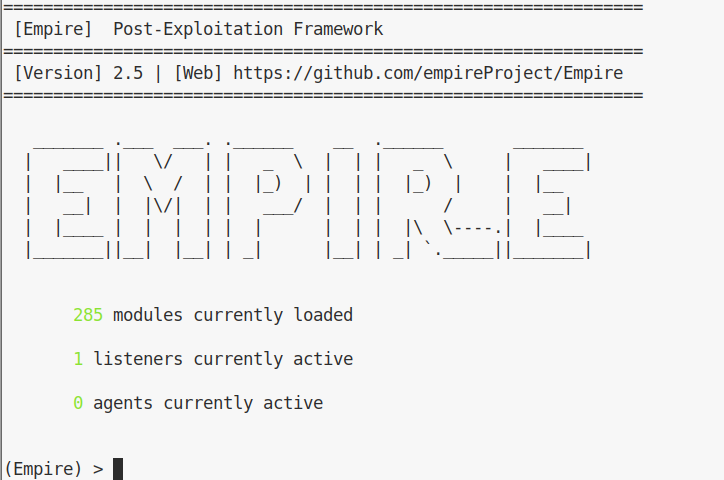 ================================================================
[Empire]  Post-Exploitation Framework
================================================================
[Version] 2.5 | [Web] https://github.com/empireProject/Empire
================================================================
EMPIRE
285 modules currently loaded
1 listeners currently active
0 agents currently active
(Empire) >